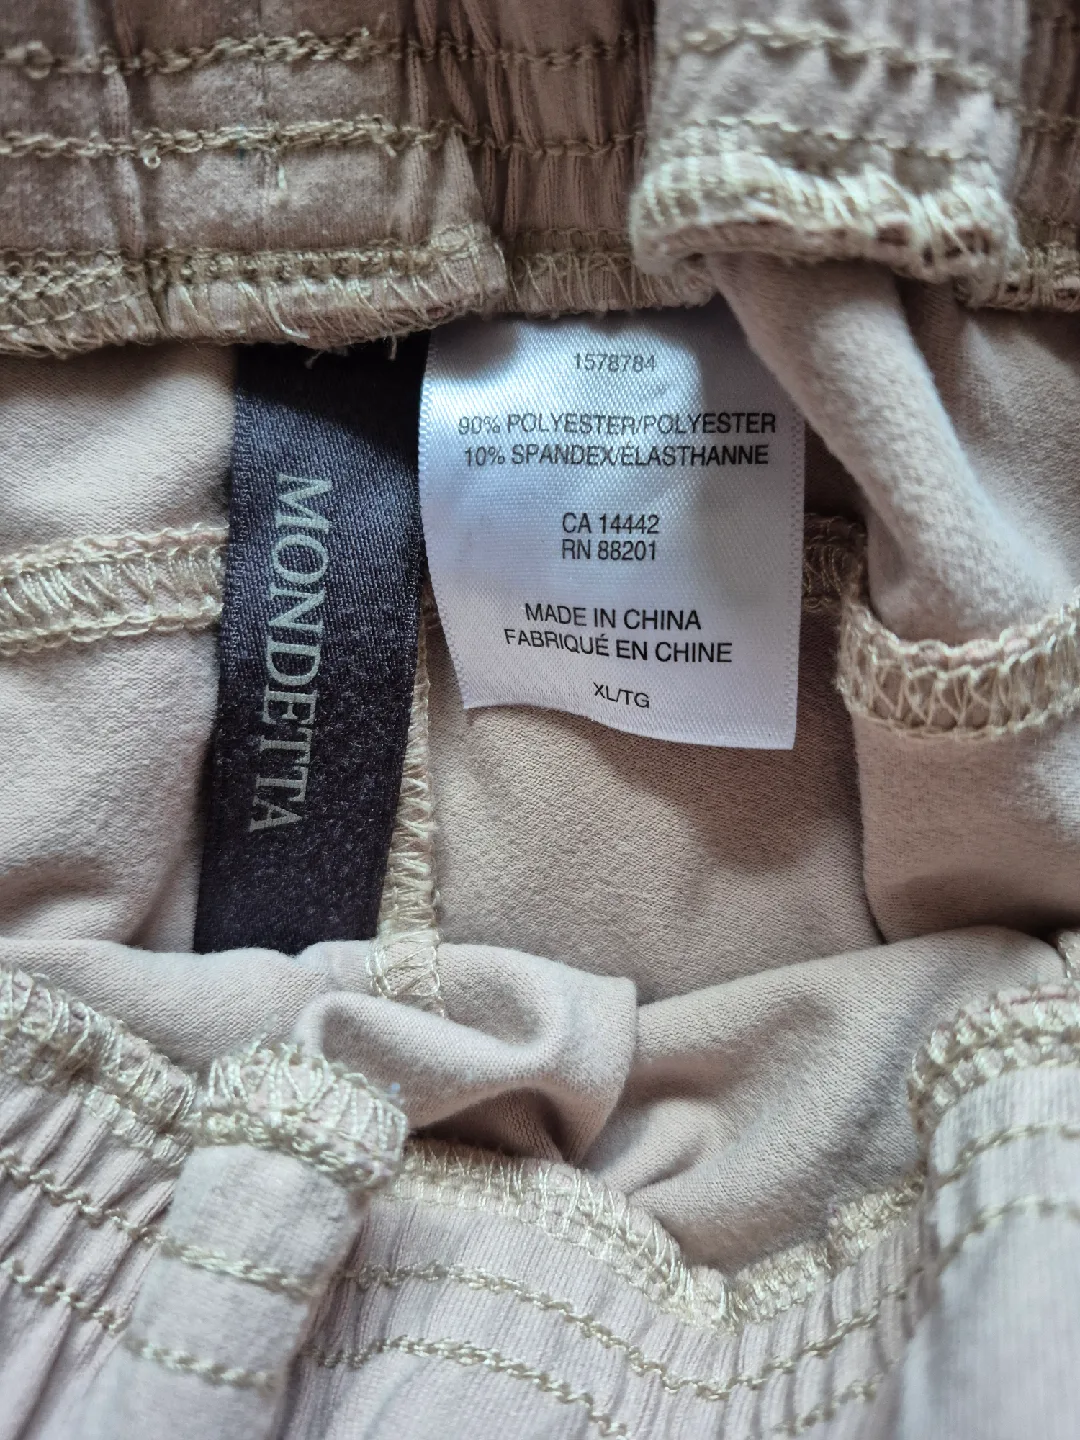 MONDETTA
1578784
90% POLYESTER/POLYESTER
10% SPANDEX/ELASTHANNE
CA 14442
RN 88201
MADE IN CHINA
FABRIQUÉ EN CHINE
XL/TG